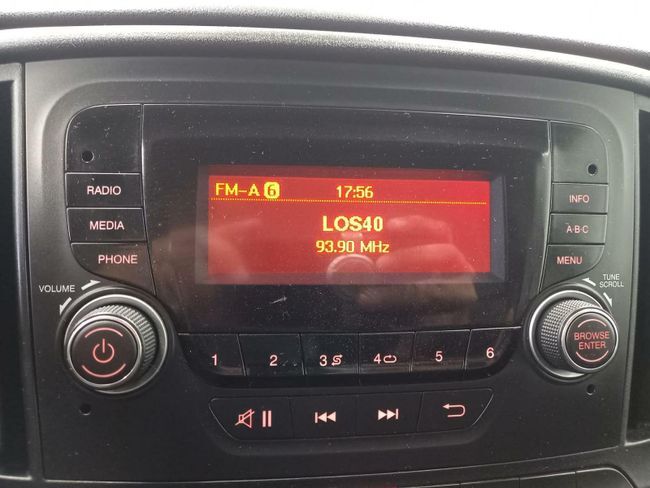 FM-A 6 17:56
LOS40
93.90 MHz
RADIO
MEDIA
PHONE
INFO
A·B·C
MENU
VOLUME
TUNE
SCROLL
BROWSE
ENTER
1 2 3 4 5 6